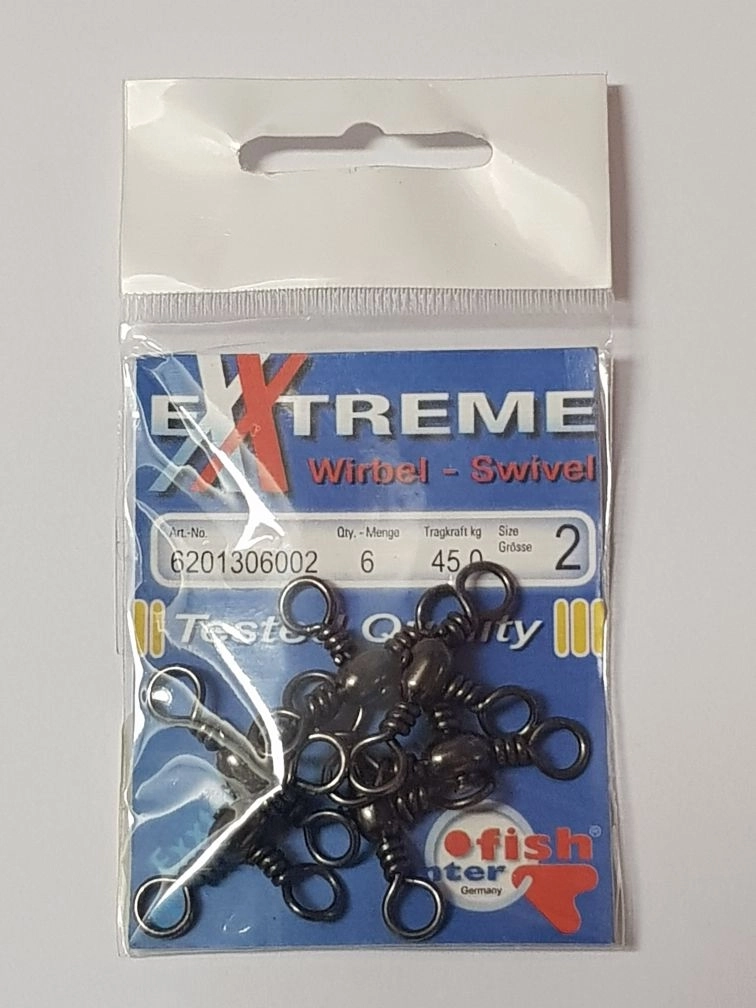 EXXTREME
Wirbel - Swivel
Art.-No. Qty. - Menge Tragkraft kg Size Grösse
6201306002 6 45,0 2
Tested Quality
fish
Germany